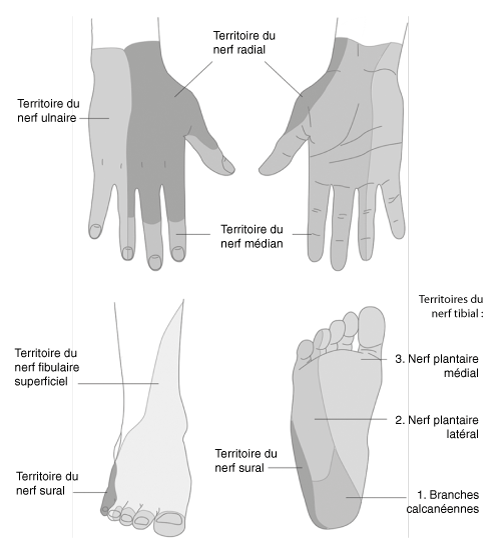 Territoire du
nerf radial
Territoire du
nerf ulnaire
Territoire du
nerf médian
Territoires du
nerf tibial :
Territoire du
nerf fibulaire
superficiel
3. Nerf plantaire
médial
2. Nerf plantaire
latéral
Territoire du
nerf sural
Territoire du
nerf sural
1. Branches
calcanéennes